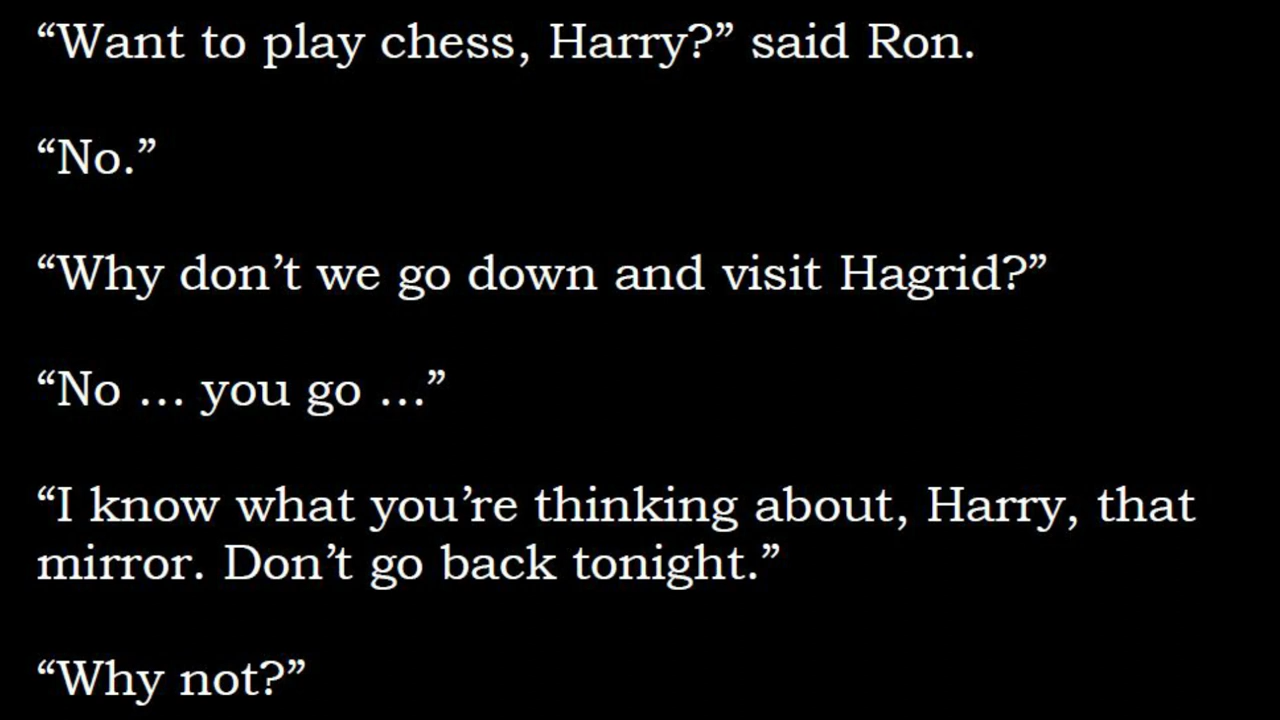 “Want to play chess, Harry?” said Ron.
“No.”
“Why don’t we go down and visit Hagrid?”
“No … you go …”
“I know what you’re thinking about, Harry, that
mirror. Don’t go back tonight.”
“Why not?”